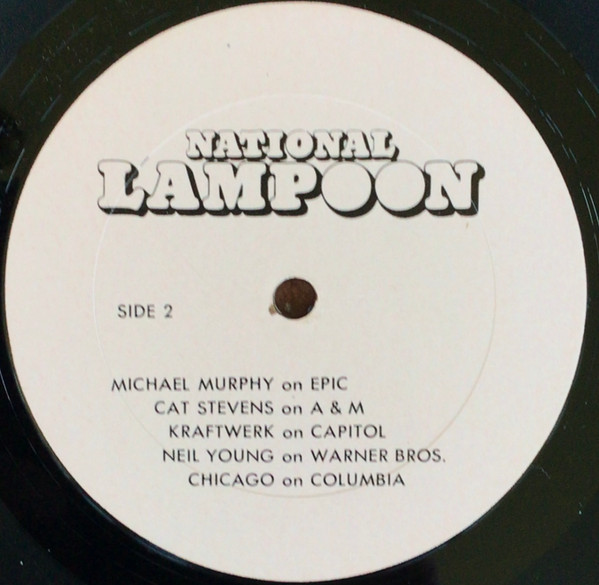 NATIONAL
LAMPOON
SIDE 2
MICHAEL MURPHY on EPIC
CAT STEVENS on A & M
KRAFTWERK on CAPITOL
NEIL YOUNG on WARNER BROS.
CHICAGO on COLUMBIA